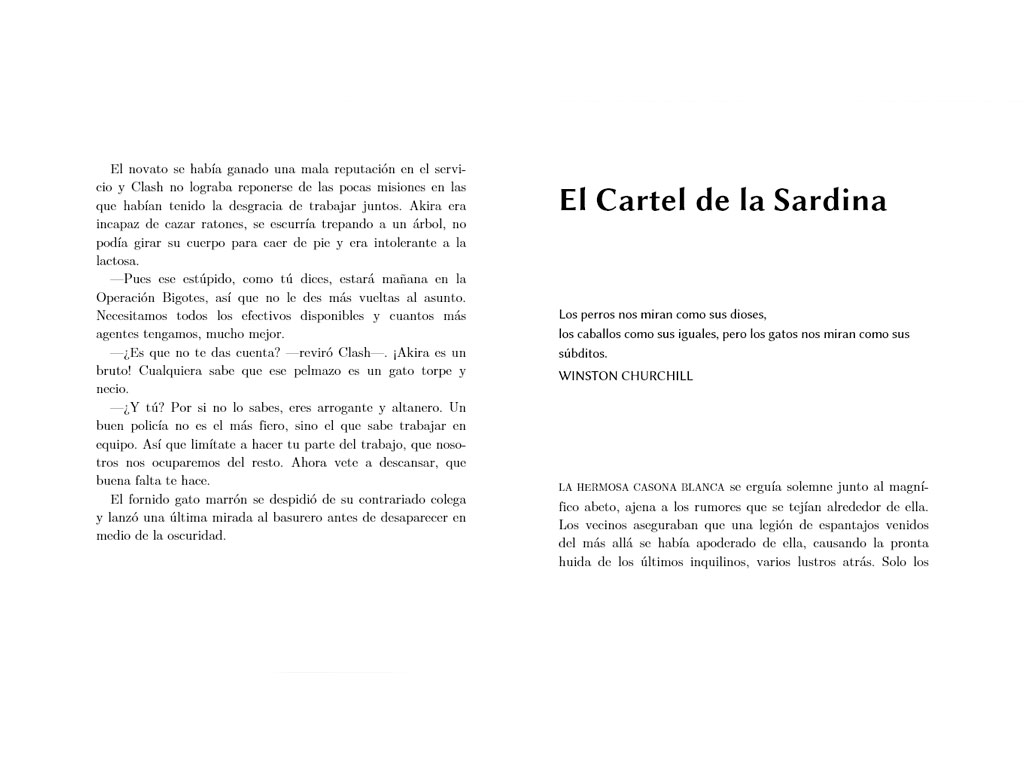 El novato se había ganado una mala reputación en el servi-
cio y Clash no lograba reponerse de las pocas misiones en las
que habían tenido la desgracia de trabajar juntos. Akira era
incapaz de cazar ratones, se escurría trepando a un árbol, no
podía girar su cuerpo para caer de pie y era intolerante a la
lactosa.
—Pues ese estúpido, como tú dices, estará mañana en la
Operación Bigotes, así que no le des más vueltas al asunto.
Necesitamos todos los efectivos disponibles y cuantos más
agentes tengamos, mucho mejor.
—¿Es que no te das cuenta? —reviró Clash—. ¡Akira es un
bruto! Cualquiera sabe que ese pelmazo es un gato torpe y
necio.
—¿Y tú? Por si no lo sabes, eres arrogante y altanero. Un
buen policía no es el más fiero, sino el que sabe trabajar en
equipo. Así que limítate a hacer tu parte del trabajo, que noso-
tros nos ocuparemos del resto. Ahora vete a descansar, que
buena falta te hace.
El fornido gato marrón se despidió de su contrariado colega
y lanzó una última mirada al basurero antes de desaparecer en
medio de la oscuridad.
El Cartel de la Sardina
Los perros nos miran como sus dioses,
los caballos como sus iguales, pero los gatos nos miran como sus
súbditos.
WINSTON CHURCHILL
LA HERMOSA CASONA BLANCA se erguía solemne junto al magní-
fico abeto, ajena a los rumores que se tejían alrededor de ella.
Los vecinos aseguraban que una legión de espantajos venidos
del más allá se había apoderado de ella, causando la pronta
huida de los últimos inquilinos, varios lustros atrás. Solo los